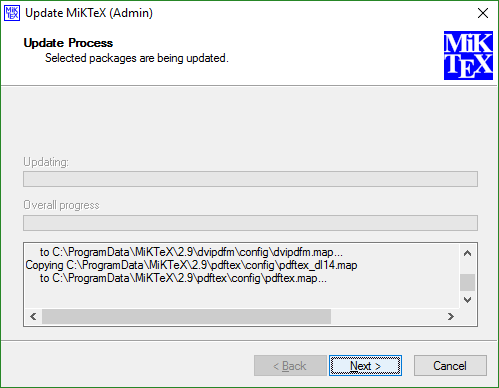 Update MiKTeX (Admin)
Update Process
Selected packages are being updated.
MiK
TEX
Updating:
Overall progress
to C:\ProgramData\MiKTeX\2.9\dvipdfm\config\dvipdfm.map...
Copying C:\ProgramData\MiKTeX\2.9\pdftex\config\pdftex_dl14.map
to C:\ProgramData\MiKTeX\2.9\pdftex\config\pdftex.map...
< Back
Next >
Cancel